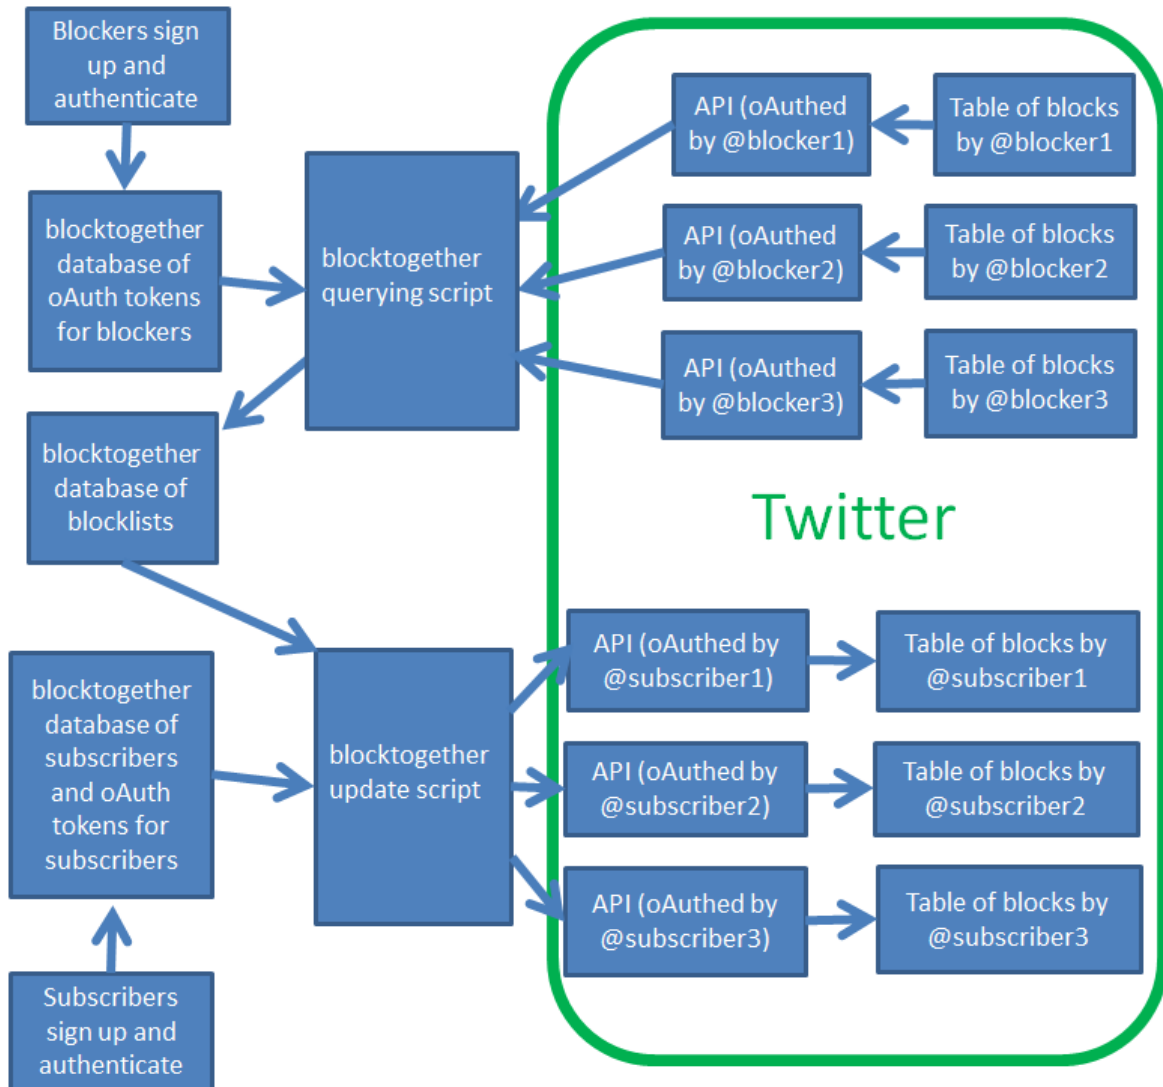 Blockers sign
up and
authenticate
blocktogether
database of
oAuth tokens
for blockers
blocktogether
querying script
API (oAuthed
by @blocker1)
Table of blocks
by @blocker1
API (oAuthed
by @blocker2)
Table of blocks
by @blocker2
API (oAuthed
by @blocker3)
Table of blocks
by @blocker3
blocktogether
database of
blocklists
Twitter
blocktogether
database of
subscribers
and oAuth
tokens for
subscribers
blocktogether
update script
API (oAuthed by
@subscriber1)
Table of blocks by
@subscriber1
API (oAuthed by
@subscriber2)
Table of blocks by
@subscriber2
API (oAuthed by
@subscriber3)
Table of blocks by
@subscriber3
Subscribers
sign up and
authenticate